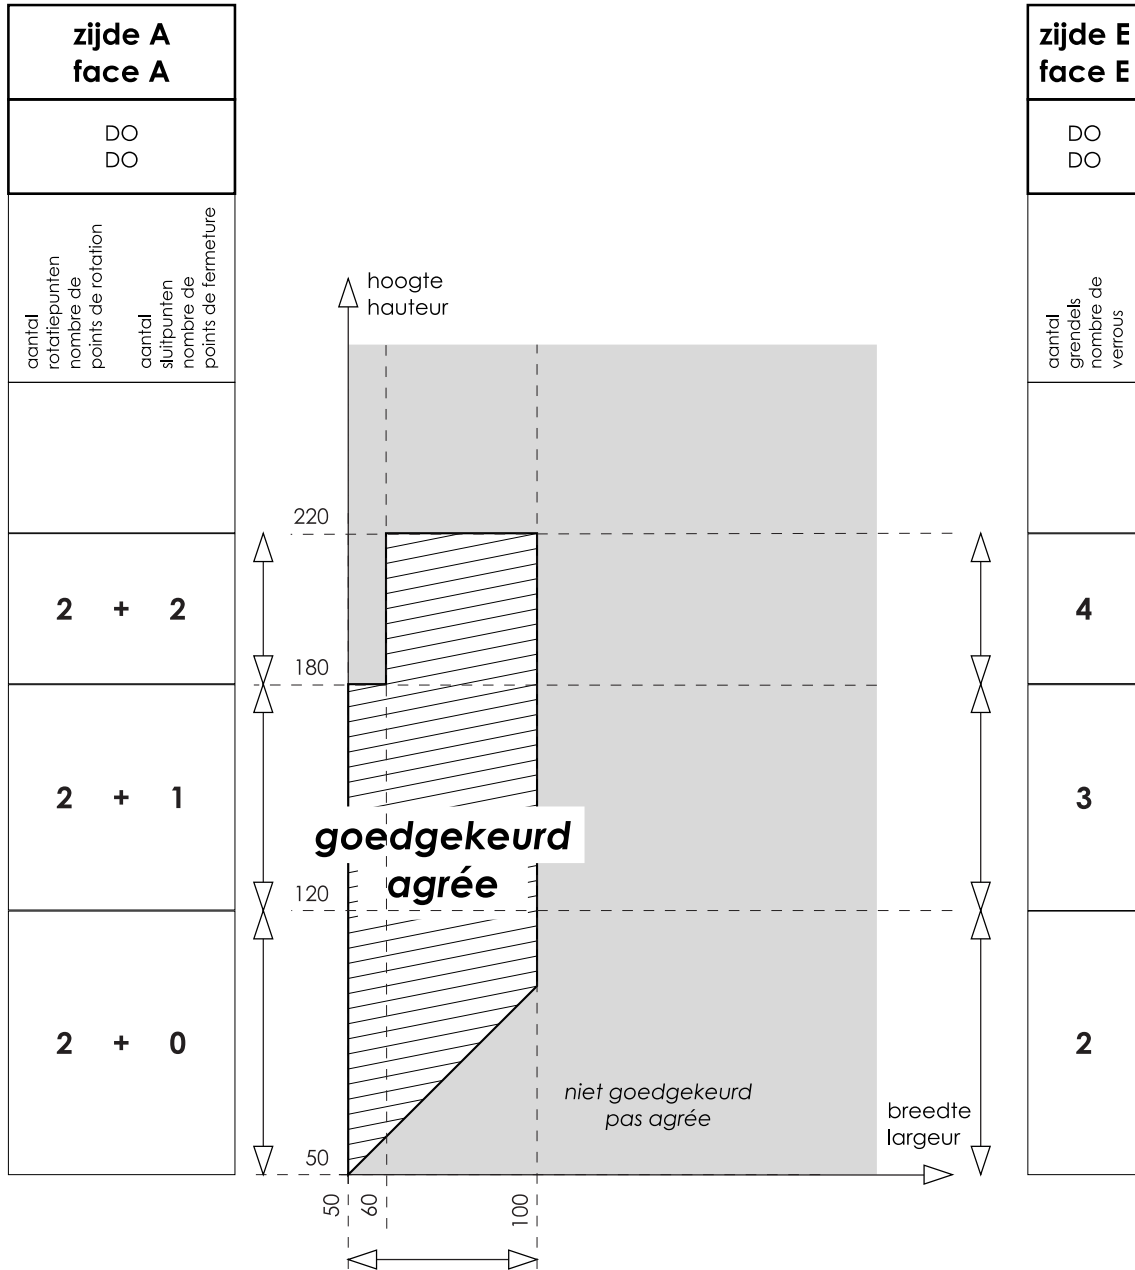 zijde A
face A
DO
DO
aantal
rotatiepunten
nombre de
points de rotation
aantal
sluitpunten
nombre de
points de fermeture
2 + 2
2 + 1
2 + 0
hoogte
hauteur
220
180
120
50
goedgekeurd
agrée
niet goedgekeurd
pas agrée
breedte
largeur
50
60
100
zijde E
face E
DO
DO
aantal
grendels
nombre de
verrous
4
3
2